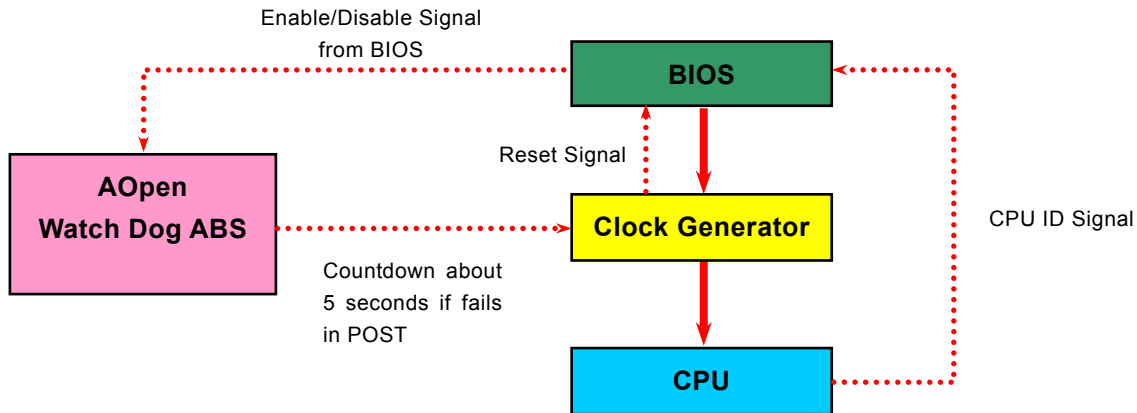 Enable/Disable Signal
from BIOS
BIOS
Reset Signal
AOpen
Watch Dog ABS
Clock Generator
CPU ID Signal
Countdown about
5 seconds if fails
in POST
CPU